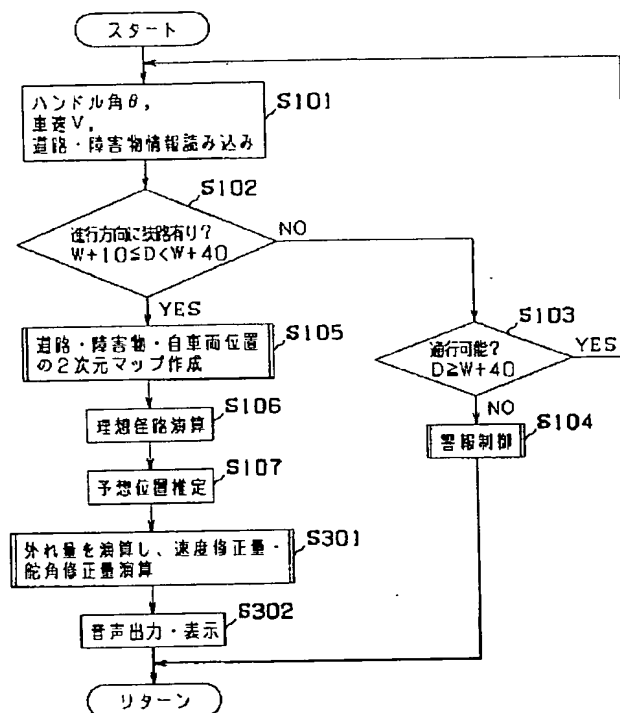 スタート
ハンドル角θ,
車速V,
道路・障害物情報読み込み
S101
S102
進行方向に狭路有り?
W+10≦D<W+40
NO
YES
S103
通行可能?
D≧W+40
YES
NO
S104
警報制御
S105
道路・障害物・自車両位置
の2次元マップ作成
S106
理想径路演算
S107
予想位置推定
S301
外れ量を演算し、速度修正量・
舵角修正量演算
S302
音声出力・表示
リターン